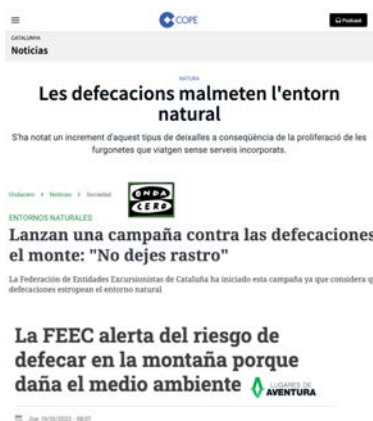 COPE
Podcast
CATALUNYA
Noticias
NATURA
Les defecacions malmeten l'entorn
natural
S'ha notat un increment d'aquest tipus de deixalles a conseqüència de la proliferació de les
furgonetes que viatgen sense serveis incorporats.
Ondacero > Noticias > Sociedad
ONDA
CERO
ENTORNOS NATURALES
Lanzan una campaña contra las defecaciones
el monte: "No dejes rastro"
La Federación de Entidades Excursionistas de Cataluña ha iniciado esta campaña ya que considera q
defecaciones estropean el entorno natural
La FEEC alerta del riesgo de
defecar en la montaña porque
daña el medio ambiente
LUGARES DE
AVENTURA